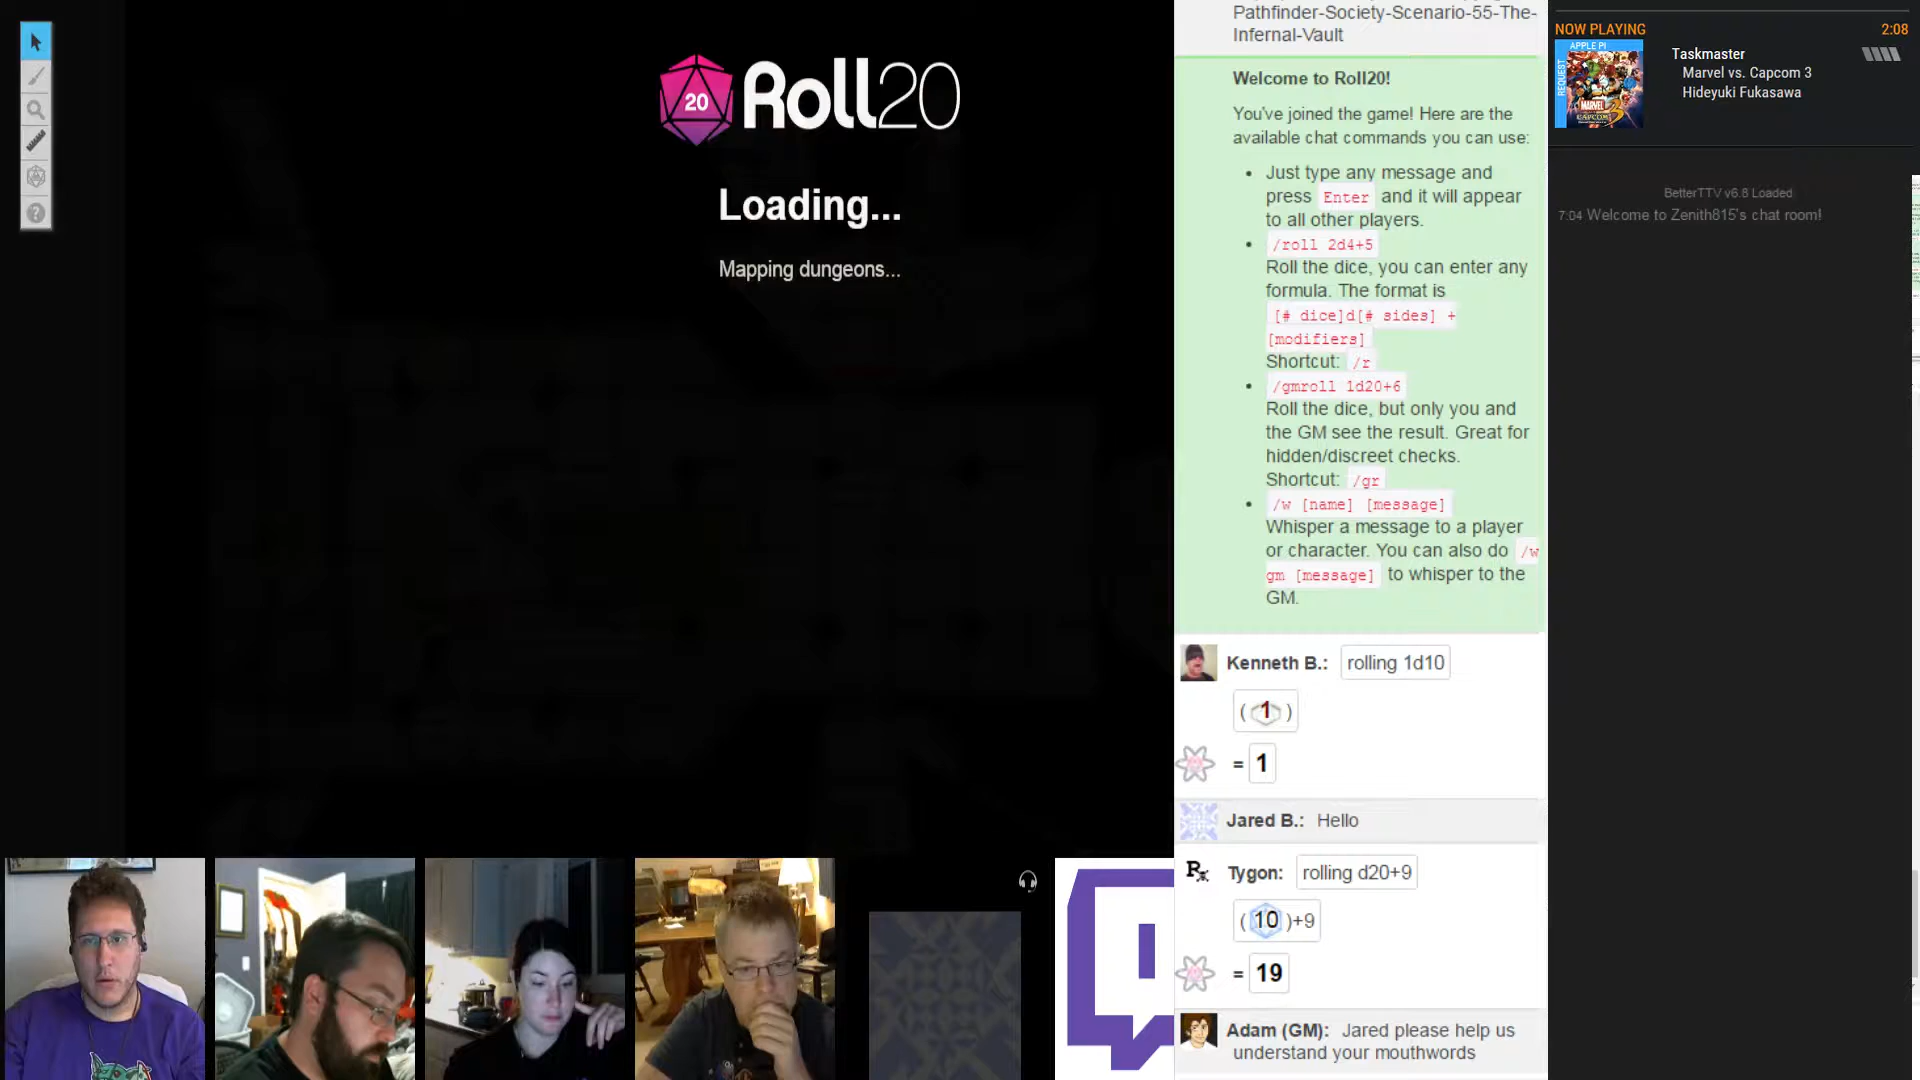 20 Roll20
Loading...
Mapping dungeons...
Pathfinder-Society-Scenario-55-The-
Infernal-Vault
Welcome to Roll20!
You've joined the game! Here are the
available chat commands you can use:
Just type any message and
press Enter and it will appear
to all other players.
/roll 2d4+5
Roll the dice, you can enter any
formula. The format is
[# dice]d[# sides] +
[modifiers]
Shortcut: /r
/gmroll 1d20+6
Roll the dice, but only you and
the GM see the result. Great for
hidden/discreet checks.
Shortcut: /gr
/w [name] [message]
Whisper a message to a player
or character. You can also do /w
gm [message] to whisper to the
GM.
Kenneth B.: rolling 1d10
(1)
= 1
Jared B.: Hello
Rx Tygon: rolling d20+9
(10)+9
= 19
Adam (GM): Jared please help us
understand your mouthwords
NOW PLAYING 2:08
APPLE PI
REQUEST
MARVEL
CAPCOM 3
Taskmaster
Marvel vs. Capcom 3
Hideyuki Fukasawa
BetterTTV v6.8 Loaded
7:04 Welcome to Zenith815's chat room!